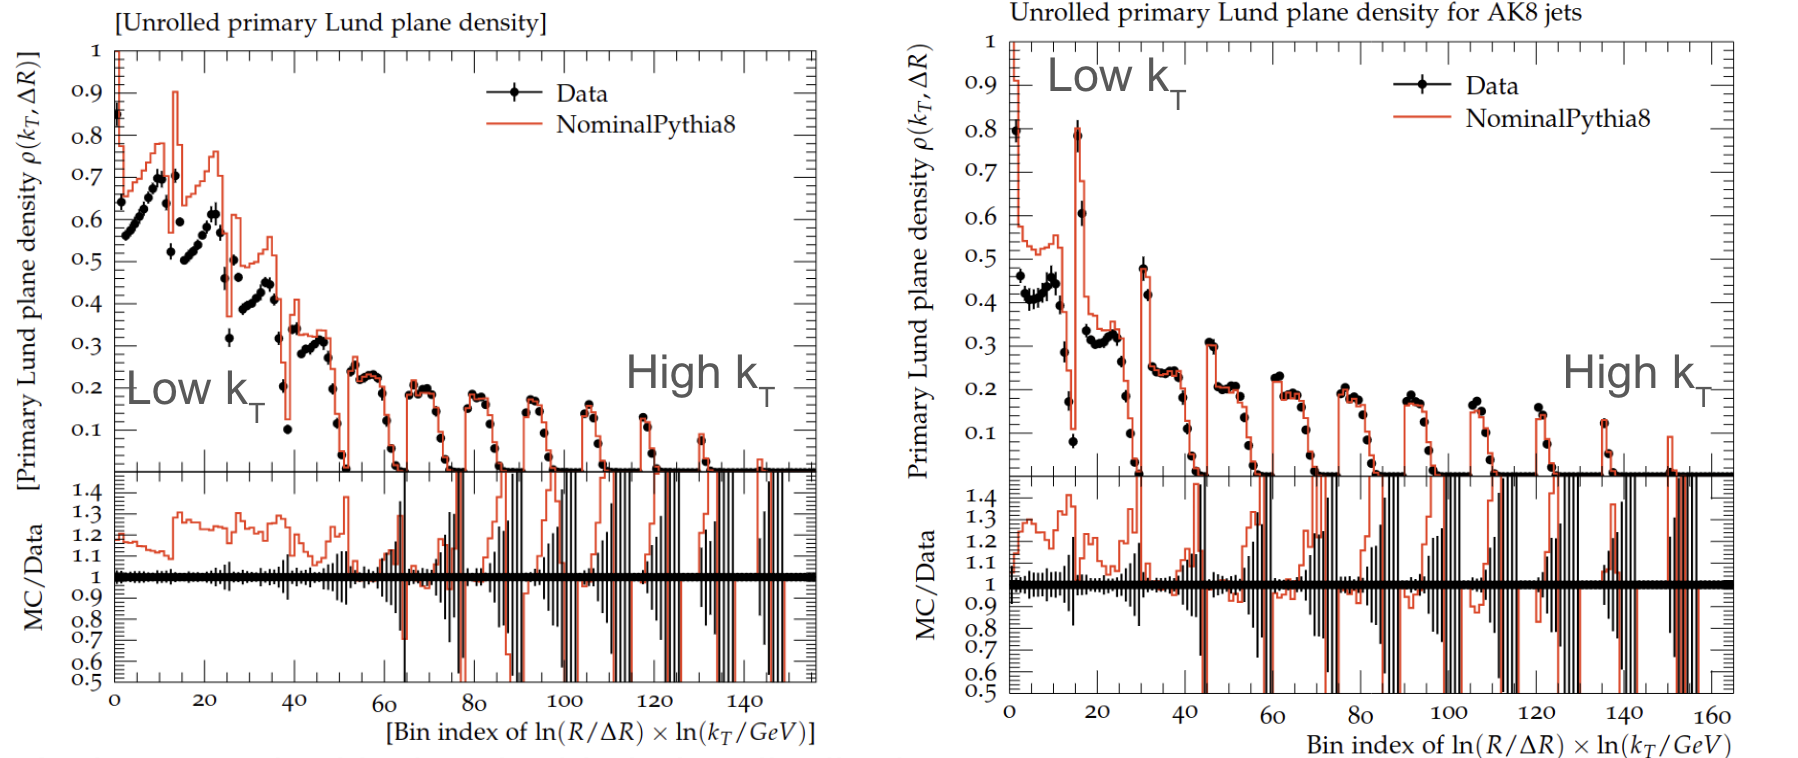 [Unrolled primary Lund plane density]
[Primary Lund plane density ρ(k_T, ΔR)]
1
0.9
0.8
0.7
0.6
0.5
0.4
0.3
0.2
0.1
Data
NominalPythia8
Low k_T
High k_T
MC/Data
1.4
1.3
1.2
1.1
1
0.9
0.8
0.7
0.6
0.5
0 20 40 60 80 100 120 140
[Bin index of ln(R/ΔR) × ln(k_T/GeV)]
Unrolled primary Lund plane density for AK8 jets
Primary Lund plane density ρ(k_T, ΔR)
1
0.9
0.8
0.7
0.6
0.5
0.4
0.3
0.2
0.1
Low k_T
Data
NominalPythia8
High k_T
MC/Data
1.4
1.3
1.2
1.1
1
0.9
0.8
0.7
0.6
0.5
0 20 40 60 80 100 120 140 160
Bin index of ln(R/ΔR) × ln(k_T/GeV)